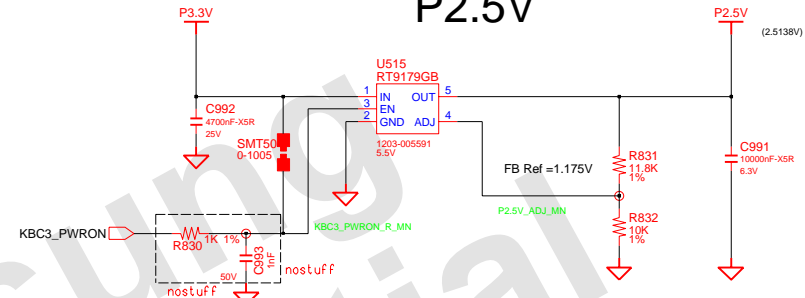 P2.5V
P3.3V
P2.5V
(2.5138V)
U515
RT9179GB
1 IN OUT 5
3 EN
2 GND ADJ 4
1203-005591
5.5V
C992
4700nF-X5R
25V
SMT50
0-1005
FB Ref =1.175V
R831
11.8K
1%
C991
10000nF-X5R
6.3V
P2.5V_ADJ_MN
R832
10K
1%
KBC3_PWRON
R830 1K 1%
KBC3_PWRON_R_MN
C993
1nF
50V
nostuff
nostuff